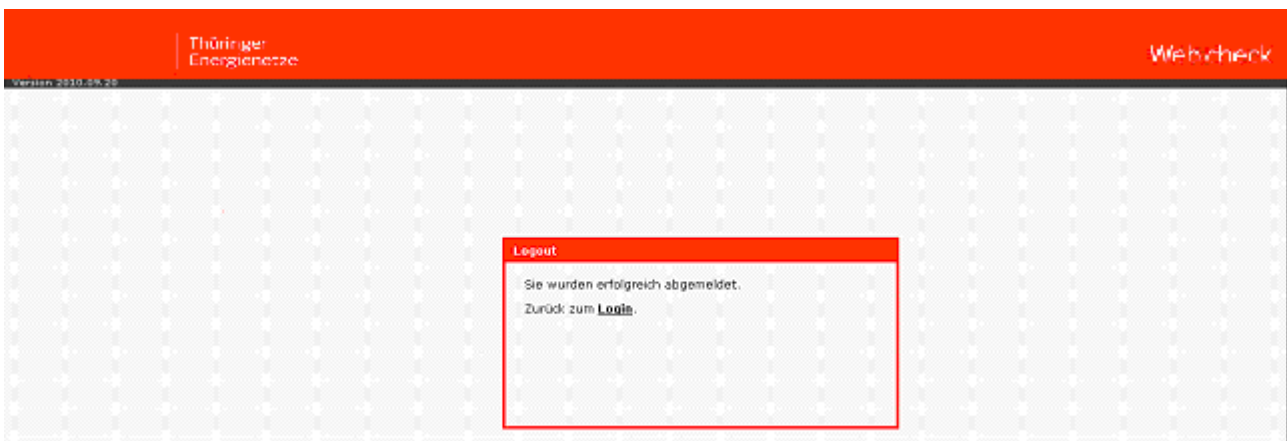 Thüringer
Energienetze
Webcheck
Version 2010.09.20
Logout
Sie wurden erfolgreich abgemeldet.
Zurück zum Login.